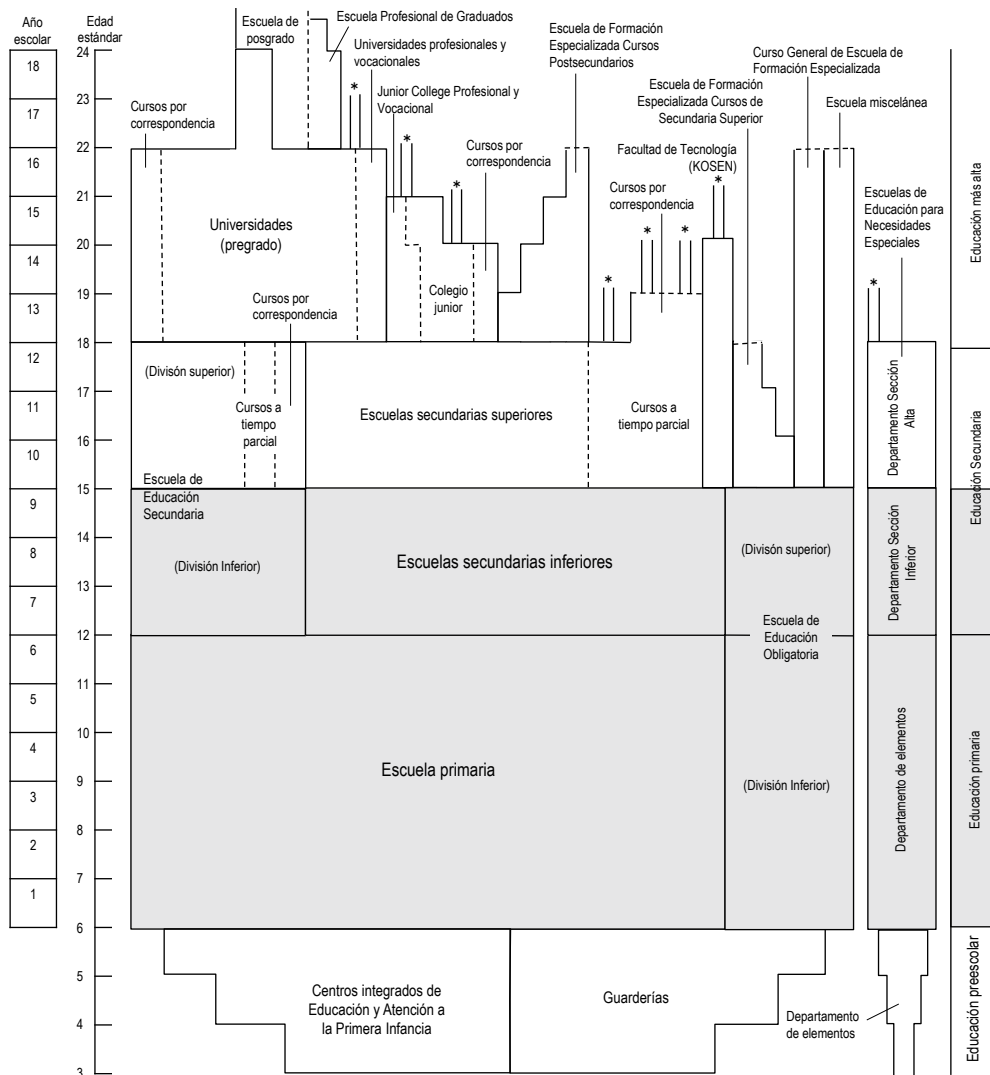 Año
escolar
Edad
estándar
18
17
16
15
14
13
12
11
10
9
8
7
6
5
4
3
2
1
24
23
22
21
20
19
18
17
16
15
14
13
12
11
10
9
8
7
6
5
4
3
Escuela de
posgrado
Escuela Profesional de Graduados
Universidades profesionales y
vocacionales
Junior College Profesional y
Vocacional
Cursos por
correspondencia
Cursos por
correspondencia
Escuela de Formación
Especializada Cursos
Postsecundarios
Escuela de Formación
Especializada Cursos de
Secundaria Superior
Curso General de Escuela de
Formación Especializada
Escuela miscelánea
Facultad de Tecnología
(KOSEN)
Cursos por
correspondencia
Escuelas de
Educación para
Necesidades
Especiales
*
*
*
*
*
*
*
*
Universidades
(pregrado)
Cursos por
correspondencia
Colegio
junior
(Divisón superior)
Cursos a
tiempo
parcial
Escuelas secundarias superiores
Cursos a
tiempo parcial
Departamento Sección
Alta
Escuela de
Educación
Secundaria
(División Inferior)
Escuelas secundarias inferiores
(Divisón superior)
Departamento Sección
Inferior
Escuela de
Educación
Obligatoria
Escuela primaria
(División Inferior)
Departamento de elementos
Centros integrados de
Educación y Atención a
la Primera Infancia
Guarderías
Departamento
de elementos
Educación más alta
Educación Secundaria
Educación primaria
Educación preescolar